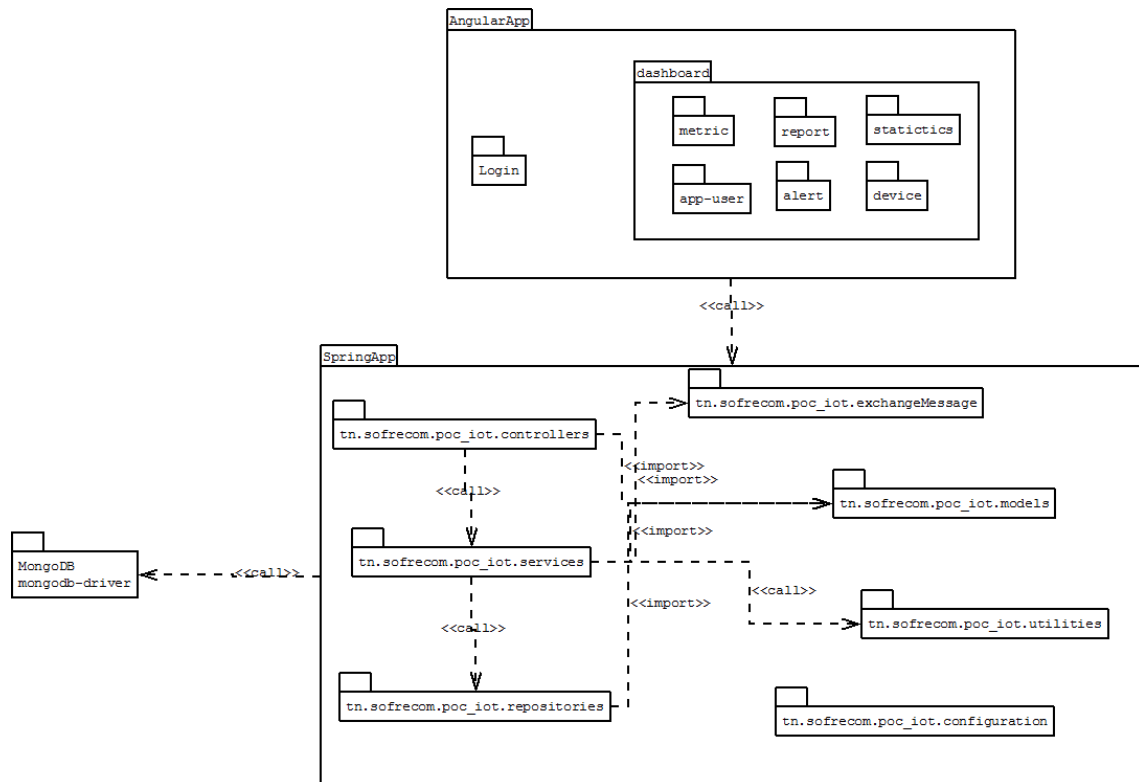 AngularApp
dashboard
metric
report
statictics
Login
app-user
alert
device
<<call>>
SpringApp
tn.sofrecom.poc_iot.exchangeMessage
tn.sofrecom.poc_iot.controllers
<<import>>
<<import>>
<<call>>
tn.sofrecom.poc_iot.models
<<import>>
tn.sofrecom.poc_iot.services
MongoDB
mongodb-driver
<<call>>
<<call>>
<<import>>
<<call>>
tn.sofrecom.poc_iot.utilities
tn.sofrecom.poc_iot.repositories
tn.sofrecom.poc_iot.configuration